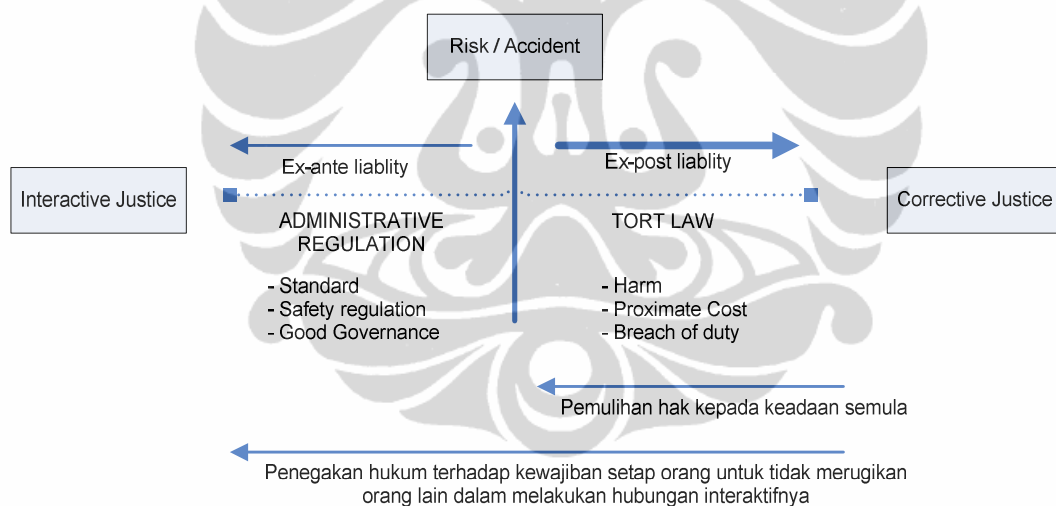 Risk / Accident
Ex-ante liablity
Ex-post liablity
Interactive Justice
Corrective Justice
ADMINISTRATIVE
REGULATION
- Standard
- Safety regulation
- Good Governance
TORT LAW
- Harm
- Proximate Cost
- Breach of duty
Pemulihan hak kepada keadaan semula
Penegakan hukum terhadap kewajiban setap orang untuk tidak merugikan
orang lain dalam melakukan hubungan interaktifnya